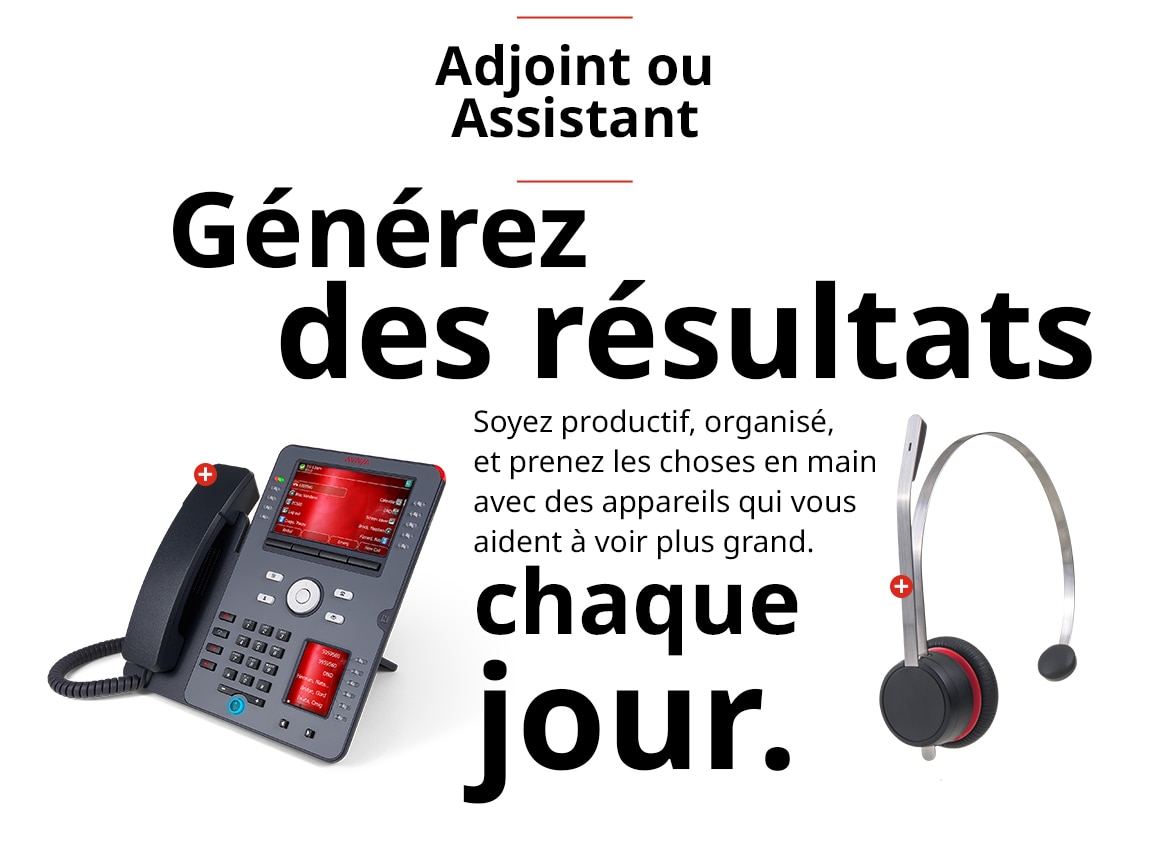 Adjoint ou
Assistant
Générez
des résultats
Soyez productif, organisé,
et prenez les choses en main
avec des appareils qui vous
aident à voir plus grand.
chaque
jour.
AVAYA